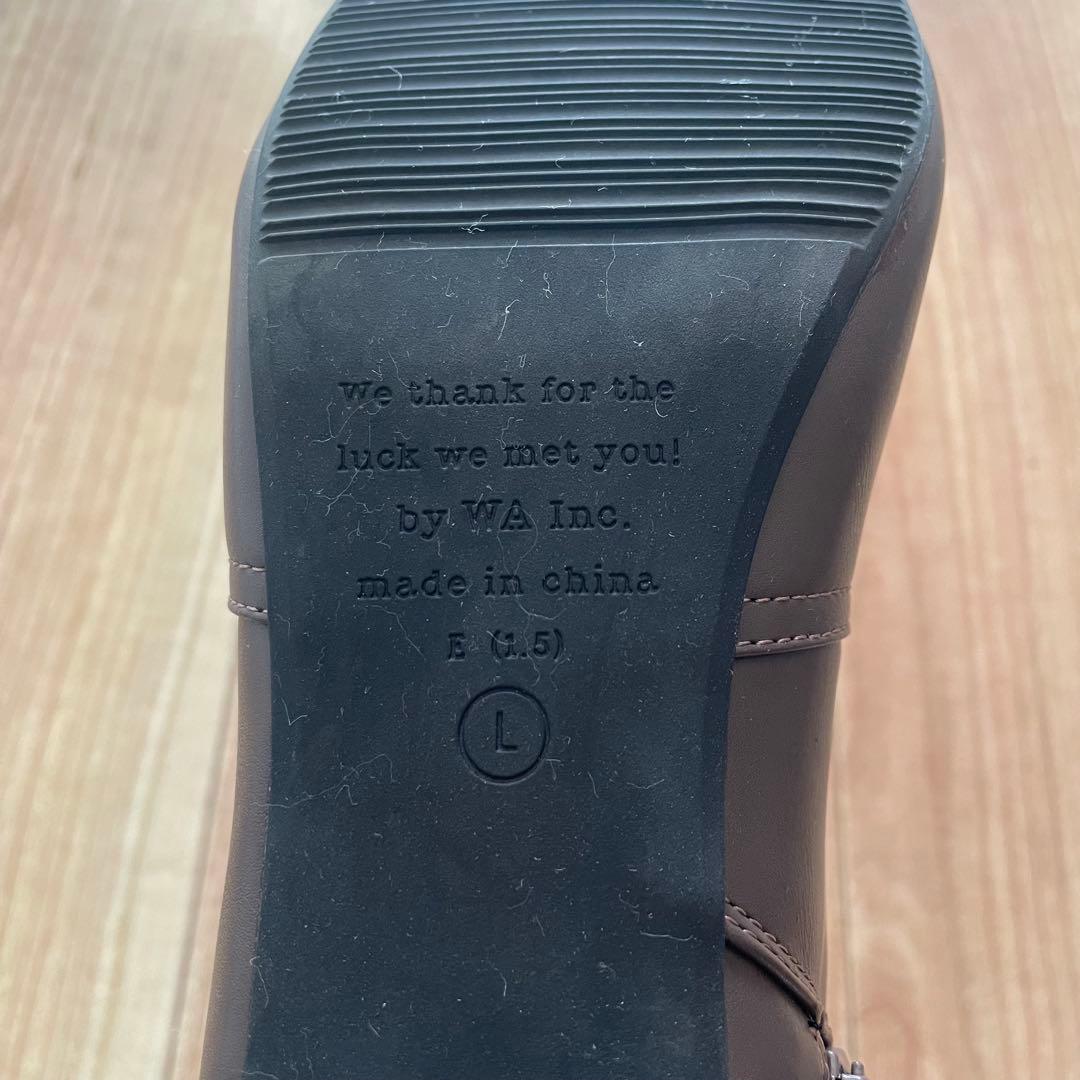 We thank for the
luck we met you!
by WA Inc.
made in china
E (1.5)
L